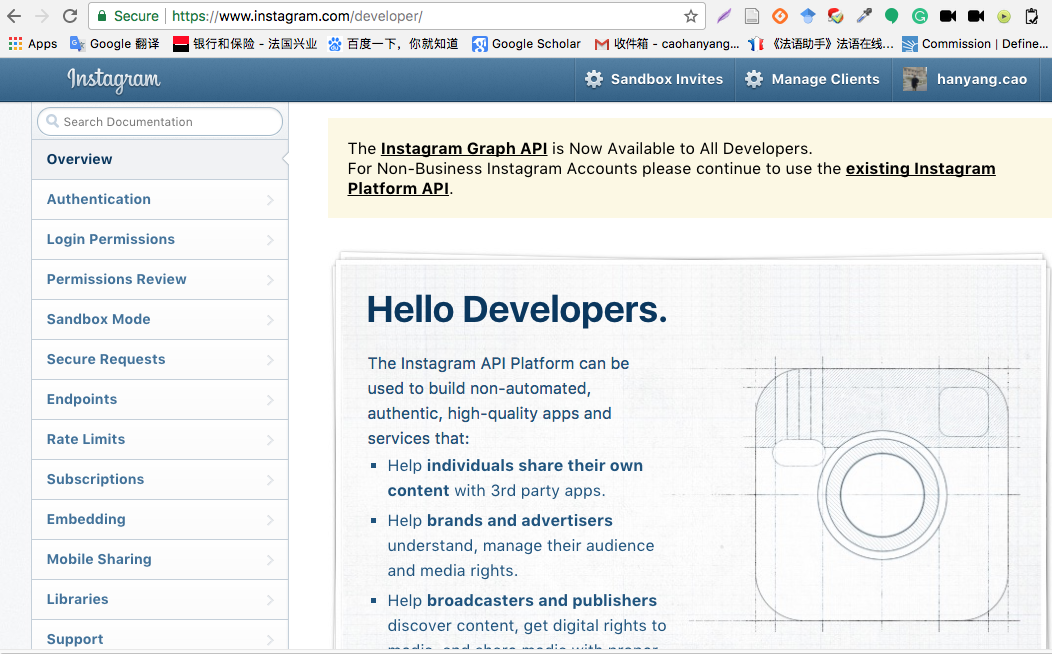 Secure https://www.instagram.com/developer/
Apps Google 翻译 银行和保险 - 法国兴业 百度一下，你就知道 Google Scholar 收件箱 - caohanyang... 《法语助手》法语在线... Commission | Define...
Instagram Sandbox Invites Manage Clients hanyang.cao
Search Documentation
Overview
Authentication
Login Permissions
Permissions Review
Sandbox Mode
Secure Requests
Endpoints
Rate Limits
Subscriptions
Embedding
Mobile Sharing
Libraries
Support
The Instagram Graph API is Now Available to All Developers.
For Non-Business Instagram Accounts please continue to use the existing Instagram
Platform API.
Hello Developers.
The Instagram API Platform can be
used to build non-automated,
authentic, high-quality apps and
services that:
Help individuals share their own
content with 3rd party apps.
Help brands and advertisers
understand, manage their audience
and media rights.
Help broadcasters and publishers
discover content, get digital rights to
media, and share media with proper